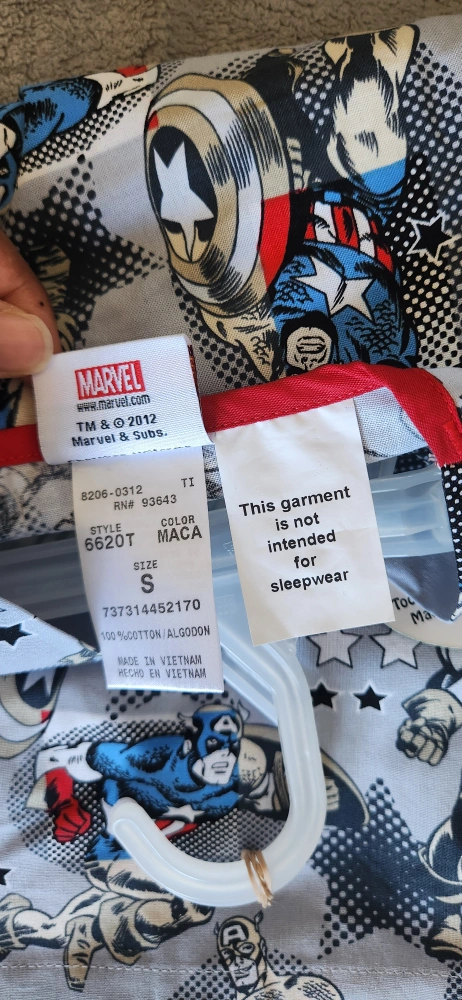 MARVEL
www.marvel.com
TM & © 2012
Marvel & Subs.
8206-0312 TI
RN# 93643
STYLE COLOR
6620T MACA
SIZE
S
737314452170
100%COTTON/ALGODON
MADE IN VIETNAM
HECHO EN VIETNAM
This garment
is not
intended
for
sleepwear
A
A